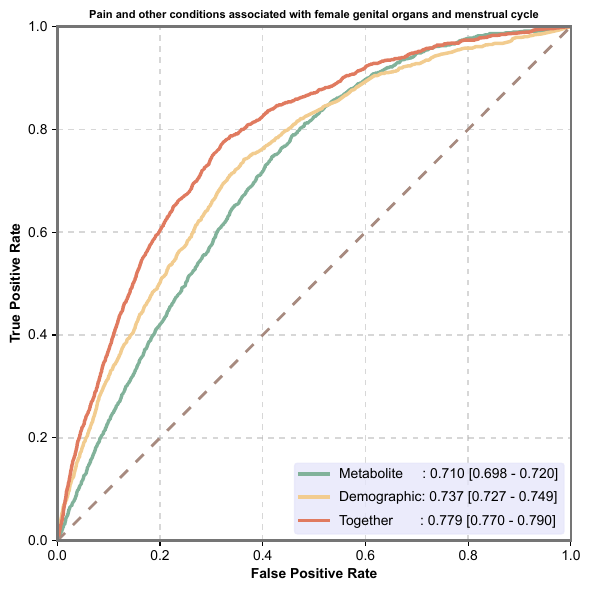 Pain and other conditions associated with female genital organs and menstrual cycle
1.0
0.8
0.6
0.4
0.2
0.0
True Positive Rate
0.0 0.2 0.4 0.6 0.8 1.0
False Positive Rate
Metabolite : 0.710 [0.698 - 0.720]
Demographic: 0.737 [0.727 - 0.749]
Together : 0.779 [0.770 - 0.790]